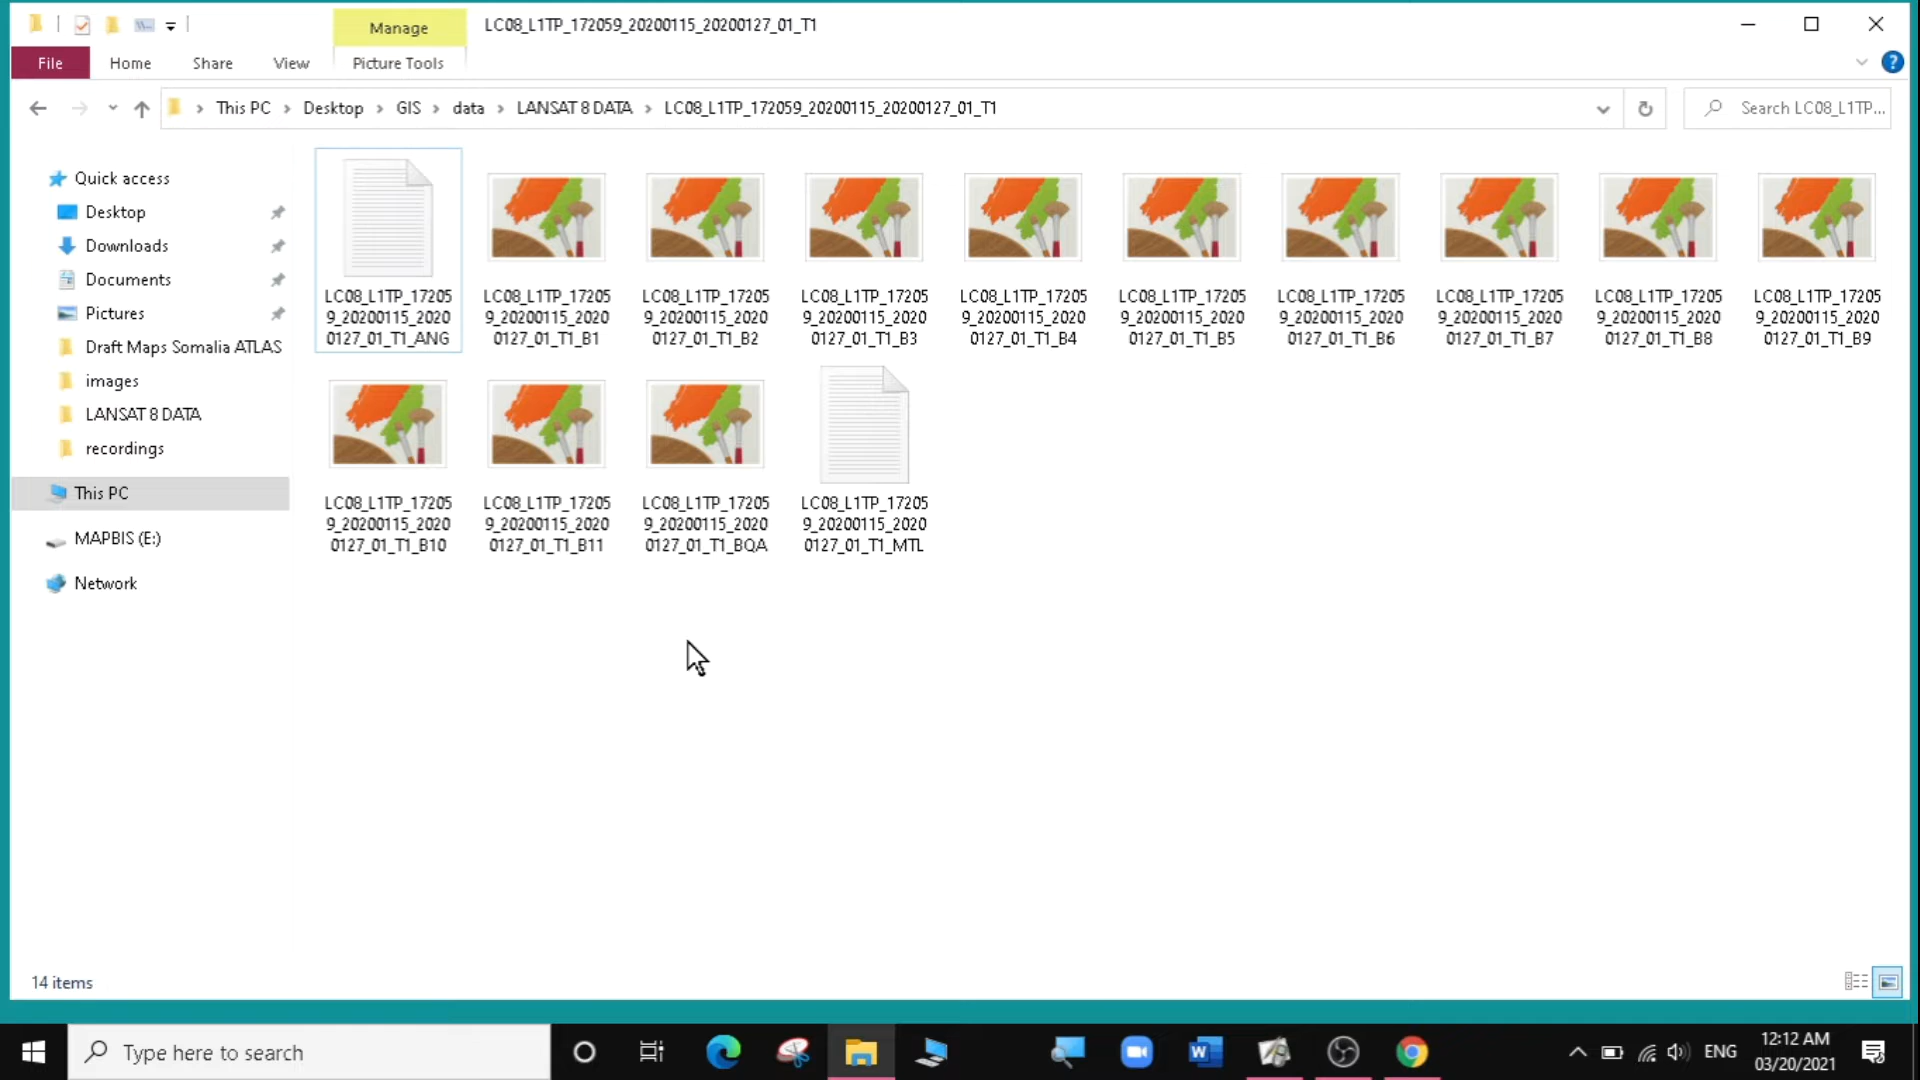 Manage
LC08_L1TP_172059_20200115_20200127_01_T1
File
Home
Share
View
Picture Tools
This PC
Desktop
GIS
data
LANSAT 8 DATA
LC08_L1TP_172059_20200115_20200127_01_T1
Search LC08_L1TP...
Quick access
Desktop
Downloads
Documents
Pictures
Draft Maps Somalia ATLAS
images
LANSAT 8 DATA
recordings
This PC
MAPBIS (E:)
Network
LC08_L1TP_17205
9_20200115_2020
0127_01_T1_ANG
LC08_L1TP_17205
9_20200115_2020
0127_01_T1_B1
LC08_L1TP_17205
9_20200115_2020
0127_01_T1_B2
LC08_L1TP_17205
9_20200115_2020
0127_01_T1_B3
LC08_L1TP_17205
9_20200115_2020
0127_01_T1_B4
LC08_L1TP_17205
9_20200115_2020
0127_01_T1_B5
LC08_L1TP_17205
9_20200115_2020
0127_01_T1_B6
LC08_L1TP_17205
9_20200115_2020
0127_01_T1_B7
LC08_L1TP_17205
9_20200115_2020
0127_01_T1_B8
LC08_L1TP_17205
9_20200115_2020
0127_01_T1_B9
LC08_L1TP_17205
9_20200115_2020
0127_01_T1_B10
LC08_L1TP_17205
9_20200115_2020
0127_01_T1_B11
LC08_L1TP_17205
9_20200115_2020
0127_01_T1_BQA
LC08_L1TP_17205
9_20200115_2020
0127_01_T1_MTL
14 items
Type here to search
ENG
12:12 AM
03/20/2021